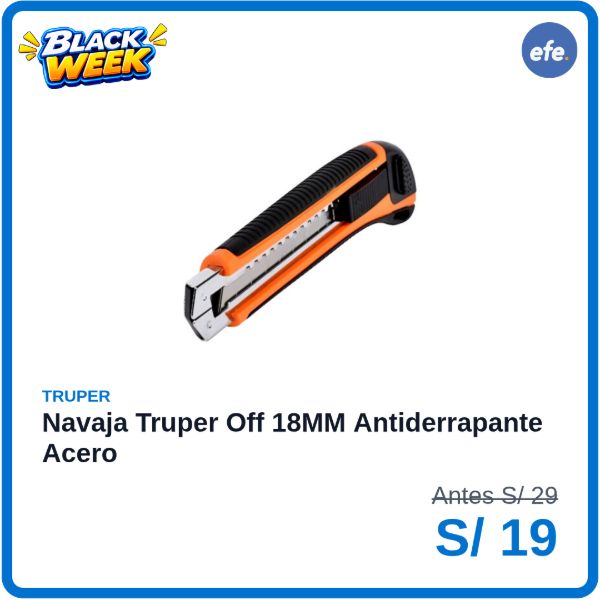 BLACK
WEEK
efe.
TRUPER
Navaja Truper Off 18MM Antiderrapante
Acero
Antes S/ 29
S/ 19